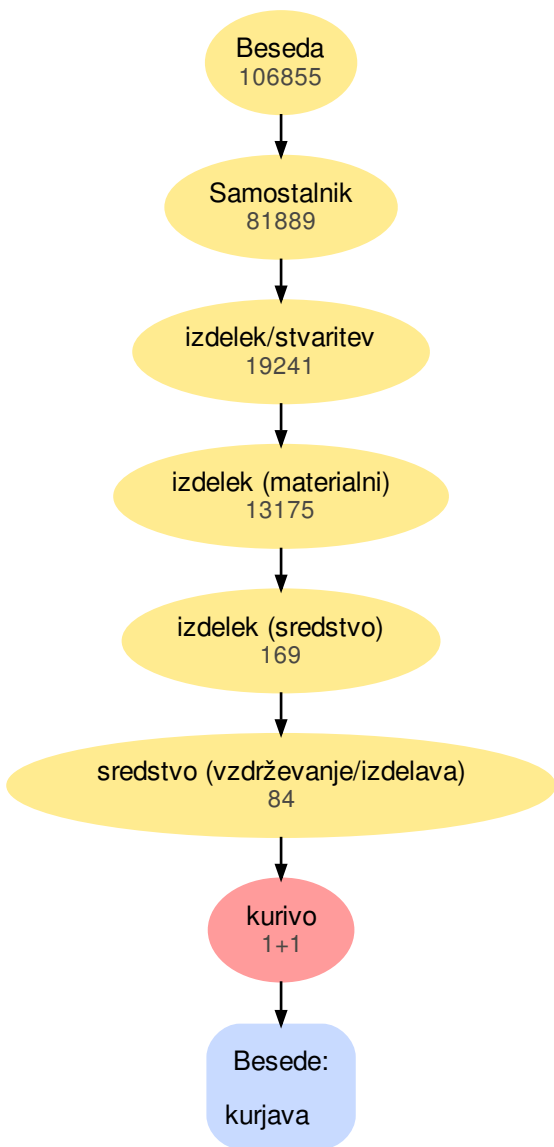 Beseda
106855
Samostalnik
81889
izdelek/stvaritev
19241
izdelek (materialni)
13175
izdelek (sredstvo)
169
sredstvo (vzdrževanje/izdelava)
84
kurivo
1+1
Besede:
kurjava